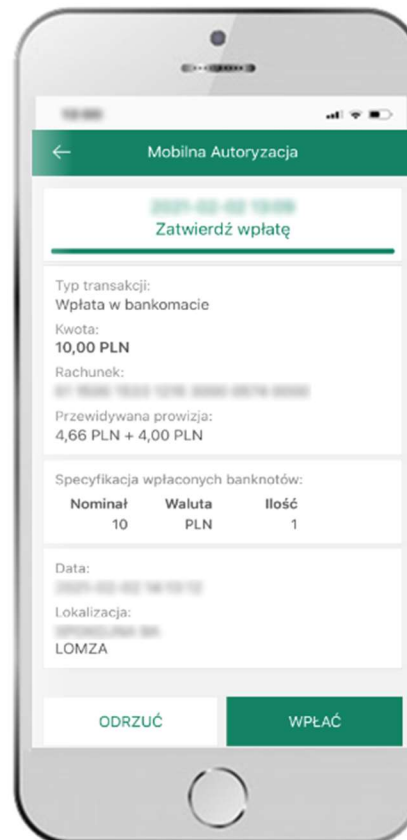 Mobilna Autoryzacja
Zatwierdź wpłatę
Typ transakcji:
Wpłata w bankomacie
Kwota:
10,00 PLN
Rachunek:
Przewidywana prowizja:
4,66 PLN + 4,00 PLN
Specyfikacja wpłaconych banknotów:
Nominał Waluta Ilość
10 PLN 1
Data:
Lokalizacja:
LOMZA
ODRZUĆ WPŁAĆ